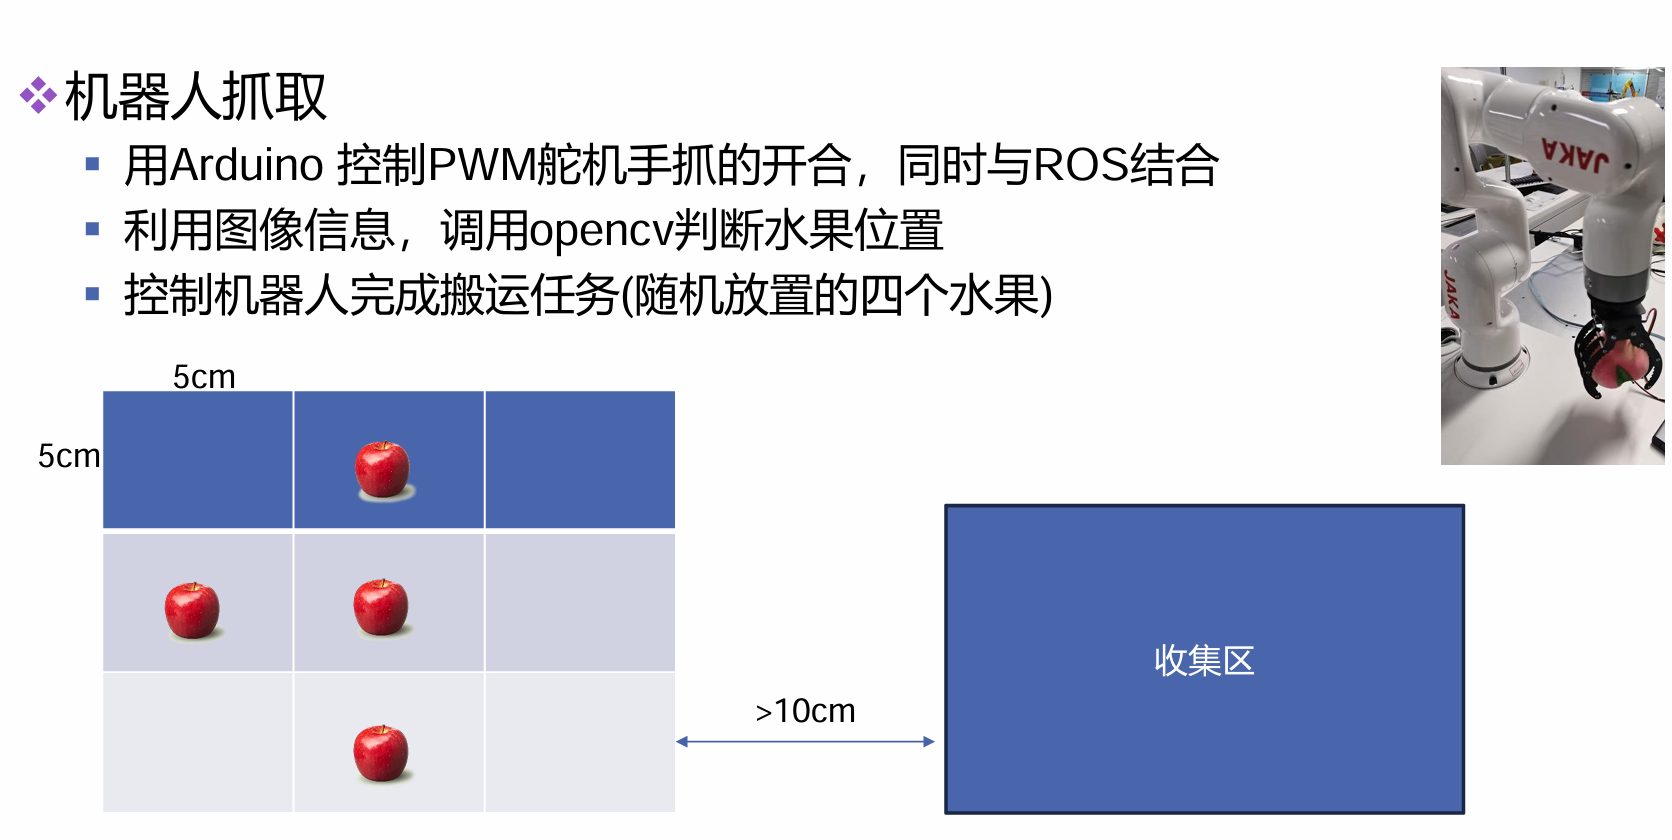 机器人抓取
用Arduino 控制PWM舵机手抓的开合，同时与ROS结合
利用图像信息，调用opencv判断水果位置
控制机器人完成搬运任务(随机放置的四个水果)
5cm
5cm
>10cm
收集区
JAKA
JAKA